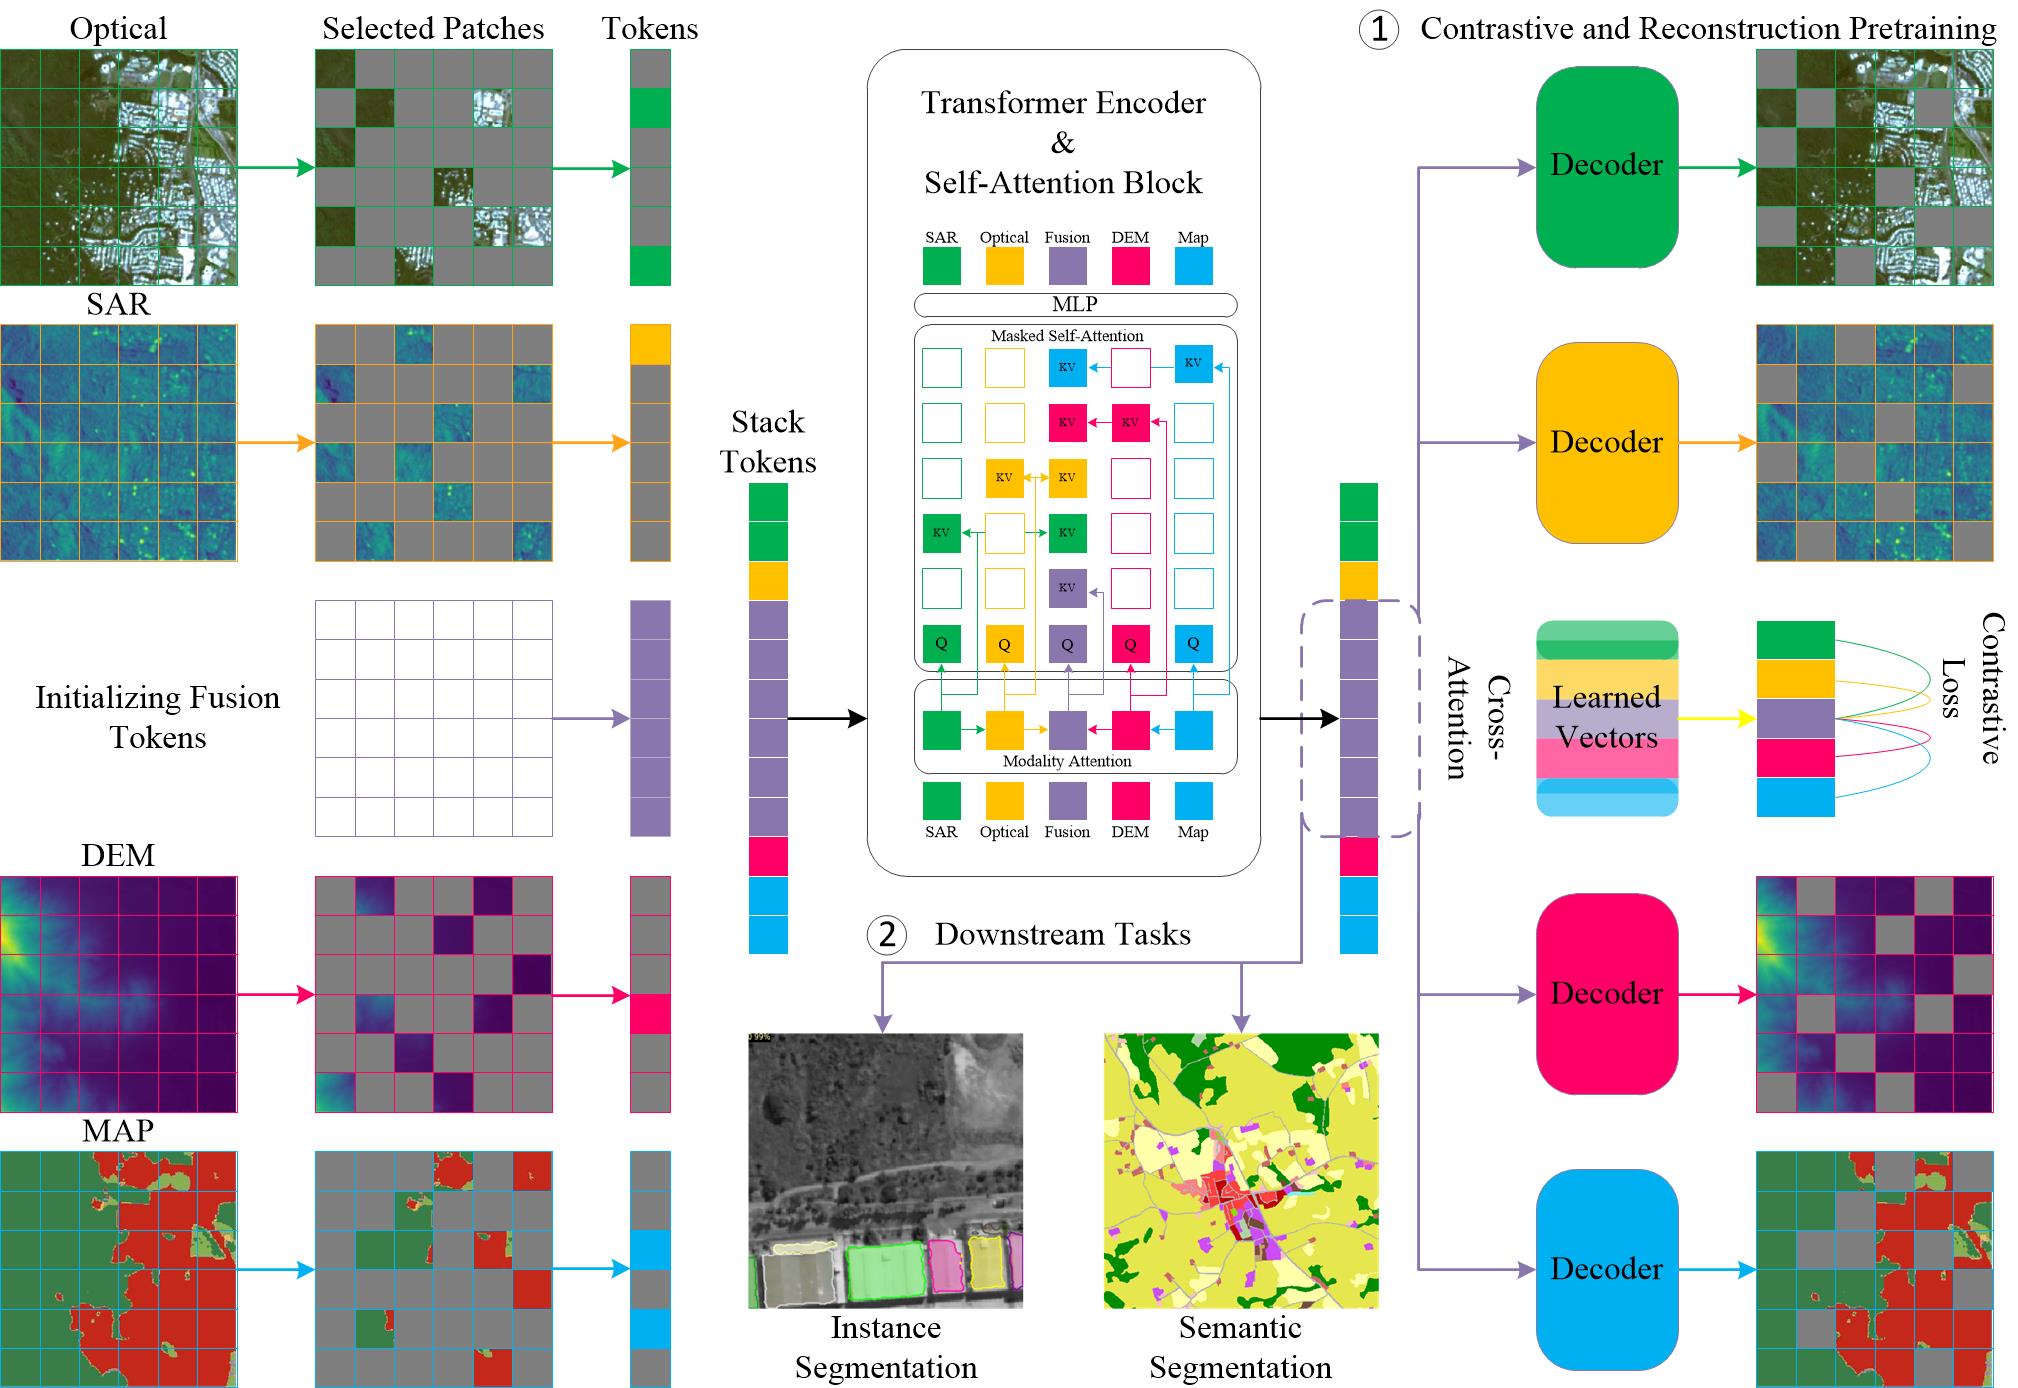 Optical
Selected Patches
Tokens
SAR
Initializing Fusion
Tokens
DEM
MAP
Stack
Tokens
Transformer Encoder
&
Self-Attention Block
SAR Optical Fusion DEM Map
MLP
Masked Self-Attention
KV KV
KV KV
KV KV
KV KV
KV
Q Q Q Q Q
Modality Attention
SAR Optical Fusion DEM Map
② Downstream Tasks
0.99%
Instance
Segmentation
Semantic
Segmentation
① Contrastive and Reconstruction Pretraining
Decoder
Decoder
Cross-
Attention
Learned
Vectors
Contrastive
Loss
Decoder
Decoder